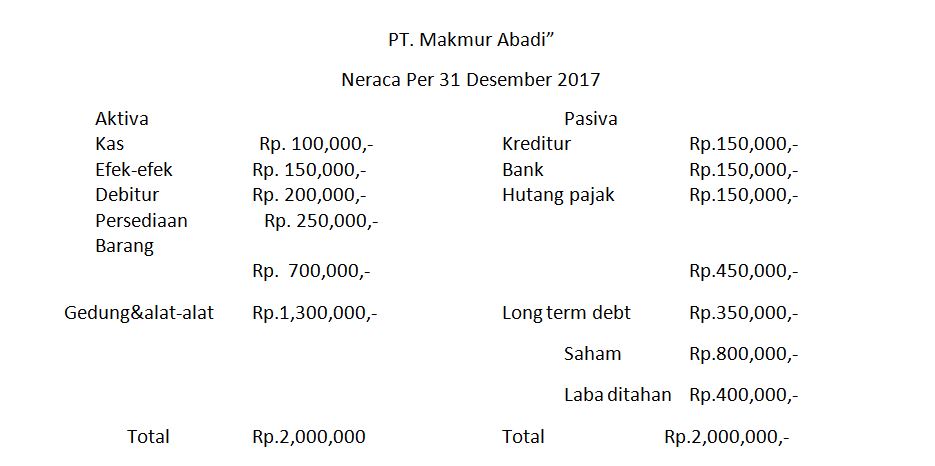 PT. Makmur Abadi”
Neraca Per 31 Desember 2017
Aktiva Pasiva
Kas Rp. 100,000,- Kreditur Rp.150,000,-
Efek-efek Rp. 150,000,- Bank Rp.150,000,-
Debitur Rp. 200,000,- Hutang pajak Rp.150,000,-
Persediaan Rp. 250,000,-
Barang
Rp. 700,000,- Rp.450,000,-
Gedung&alat-alat Rp.1,300,000,- Long term debt Rp.350,000,-
Saham Rp.800,000,-
Laba ditahan Rp.400,000,-
Total Rp.2,000,000 Total Rp.2,000,000,-